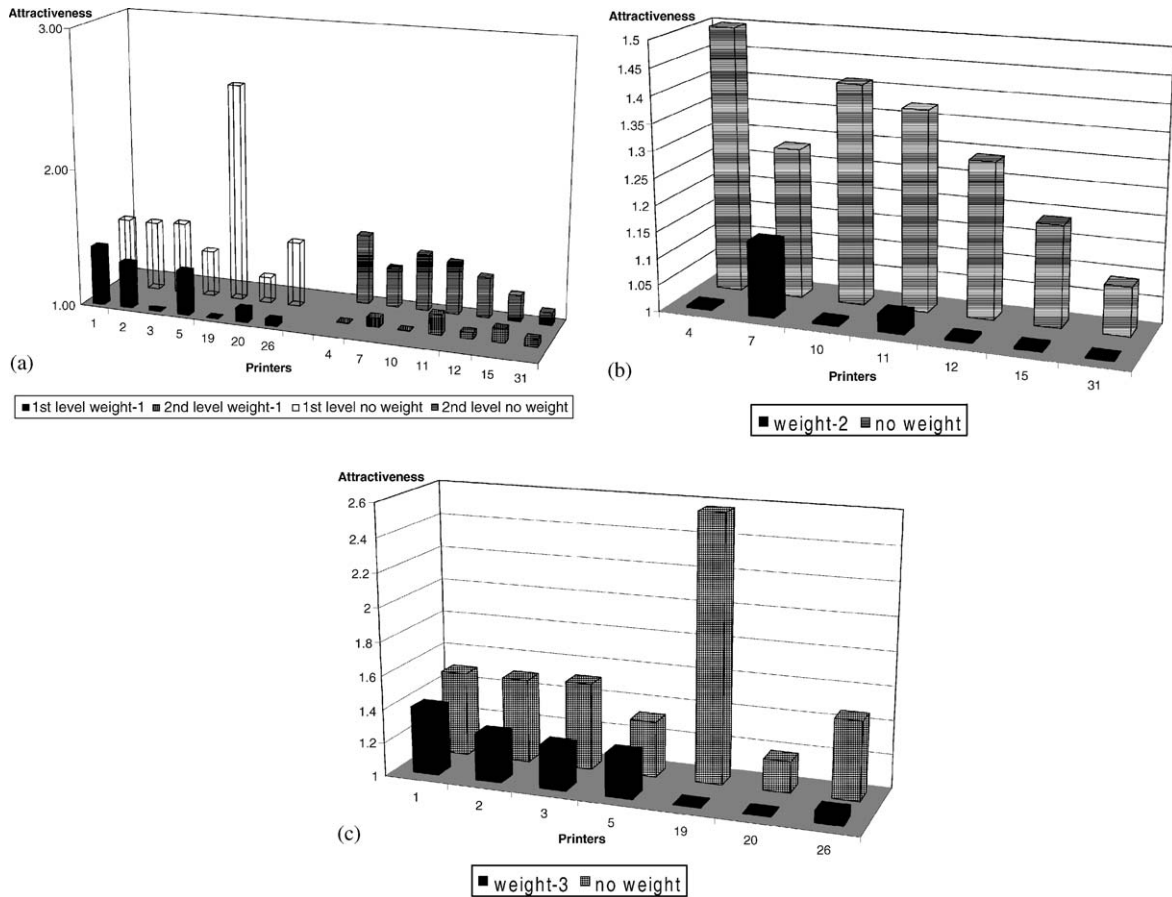 Attractiveness
3.00
2.00
1.00
1 2 3 5 19 20 26 4 7 10 11 12 15 31
Printers
(a)
1st level weight-1 2nd level weight-1 1st level no weight 2nd level no weight
Attractiveness
1.5
1.45
1.4
1.35
1.3
1.25
1.2
1.15
1.1
1.05
1
4 7 10 11 12 15 31
Printers
(b)
weight-2 no weight
Attractiveness
2.6
2.4
2.2
2
1.8
1.6
1.4
1.2
1
1 2 3 5 19 20 26
Printers
(c)
weight-3 no weight